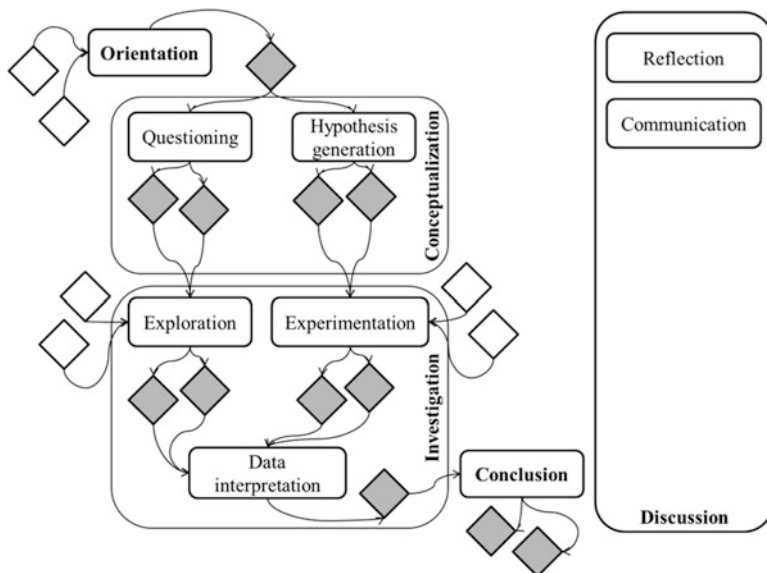 Orientation
Reflection
Communication
Questioning
Hypothesis
generation
Conceptualization
Exploration
Experimentation
Investigation
Data
interpretation
Conclusion
Discussion